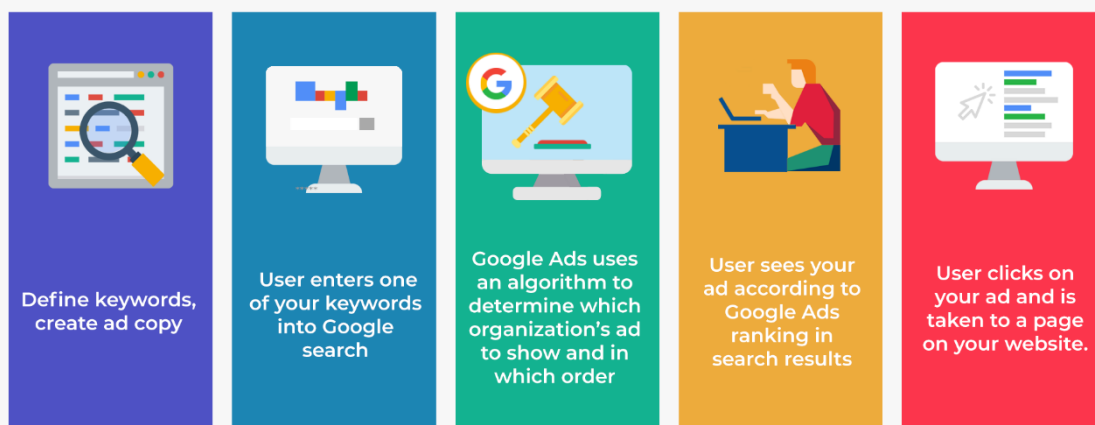 Define keywords,
create ad copy
User enters one
of your keywords
into Google
search
G
Google Ads uses
an algorithm to
determine which
organization's ad
to show and in
which order
User sees your
ad according to
Google Ads
ranking in
search results
User clicks on
your ad and is
taken to a page
on your website.